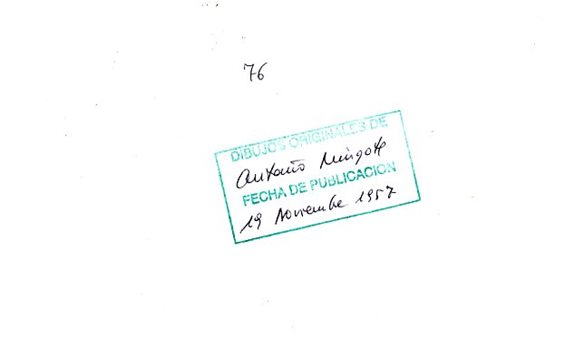 76
DIBUJOS ORIGINALES DE
Antonio Mingote
FECHA DE PUBLICACION
19 Noviembre 1957